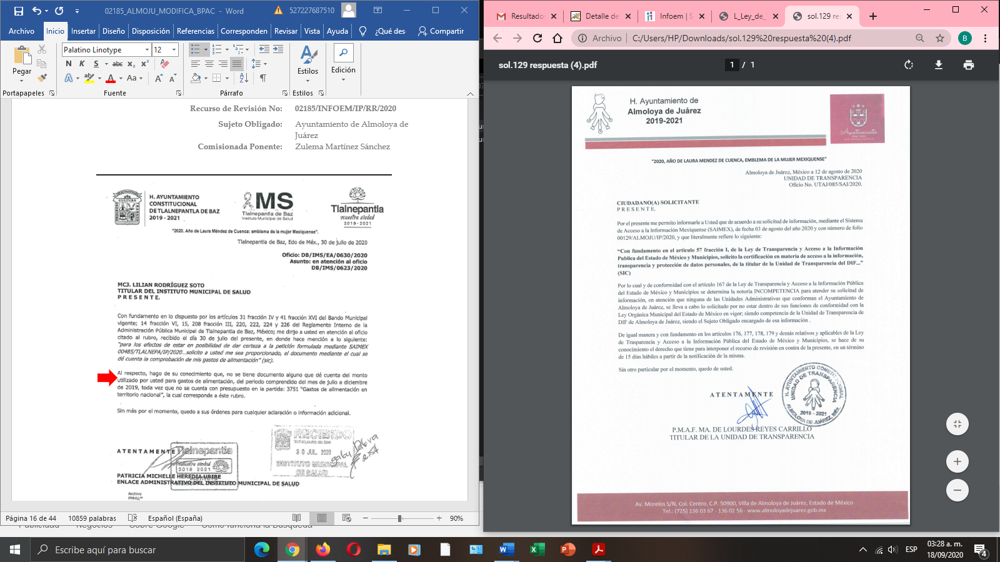 02185_ALMOJU_MODIFICA_BPAC - Word
527227687510
Archivo Inicio Insertar Diseño Disposición Referencias Corresponden Revisar Vista Ayuda ¿Qué des Compartir
Palatino Linotype 12
Pegar
N K S abc x₂ x²
Estilos
Edición
Portapapeles Fuente Párrafo Estilos
Recurso de Revisión No: 02185/INFOEM/IP/RR/2020
Sujeto Obligado: Ayuntamiento de Almoloya de
Juárez
Comisionada Ponente: Zulema Martínez Sánchez
H. AYUNTAMIENTO
CONSTITUCIONAL
DE TLALNEPANTLA DE BAZ
2019 - 2021
MS
Tlalnepantla de Baz
Instituto Municipal de Salud
Tlalnepantla
nuestra ciudad
2019-2021
"2020. Año de Laura Méndez de Cuenca: emblema de la mujer Mexiquense".
Tlalnepantla de Baz, Edo de Méx., 30 de julio de 2020
Oficio: DB/IMS/EA/0630/2020
Asunto: en atención al oficio
DB/IMS/0623/2020
MCJ. LILIAN RODRÍGUEZ SOTO
TITULAR DEL INSTITUTO MUNICIPAL DE SALUD
P R E S E N T E.
Con fundamento en lo dispuesto por los artículos 31 fracción IV y 41 fracción XVI del Bando Municipal
vigente; 14 fracción VI, 15, 208 fracción III, 220, 222, 224 y 226 del Reglamento Interno de la
Administración Pública Municipal de Tlalnepantla de Baz, México; me dirijo a usted en atención al oficio
citado al rubro, recibido el día 30 de julio del presente, en donde hace mención a lo siguiente:
"para los efectos de estar en posibilidad de dar certeza a la petición formulada mediante SAIMEX
00485/TLALNEPA/IP/2020...solicito a usted me sea proporcionado, el documento mediante el cual se
dé cuenta la comprobación de mis gastos de alimentación" (sic).
Al respecto, hago de su conocimiento que, no se tiene documento alguno que dé cuenta del monto
utilizado por usted para gastos de alimentación, del periodo comprendido del mes de julio a diciembre
de 2019, toda vez que no se cuenta con presupuesto en la partida: 3751 "Gastos de alimentación en
territorio nacional", la cual corresponde a éste rubro.
Sin más por el momento, quedo a sus órdenes para cualquier aclaración o información adicional.
A T E N T A M E N T E
Tlalnepantla
nuestra ciudad
2019 2021
RECIBIDO
30 JUL. 2020
INSTITUTO MUNICIPAL
DE SALUD
PATRICIA MICHELLE HEREDIA URIBE
ENLACE ADMINISTRATIVO DEL INSTITUTO MUNICIPAL DE SALUD
Archivo
PMHU/*
Página 16 de 44 10859 palabras Español (España) 90%
Publicidad Negocios Sobre Google Cómo funciona la Búsqueda
Resultado Detalle de Infoem | S L_Ley_de_ sol.129 re
Archivo C:/Users/HP/Downloads/sol.129%20respuesta%20(4).pdf B
sol.129 respuesta (4).pdf 1 / 1
H. Ayuntamiento de
Almoloya de Juárez
2019-2021
Ayuntamiento
"2020, AÑO DE LAURA MENDEZ DE CUENCA, EMBLEMA DE LA MUJER MEXIQUENSE"
Almoloya de Juárez, México a 12 de agosto de 2020
UNIDAD DE TRANSPARENCIA
Oficio No. UTAJ/085/SAI/2020.
CIUDADANO(A) SOLICITANTE
P R E S E N T E.
Por el presente me permito informarle a Usted que de acuerdo a su solicitud de información, mediante el Sistema
de Acceso a la Información Mexiquense (SAIMEX), de fecha 03 de agosto del año 2020 y con número de folio
00129/ALMOJU/IP/2020, y que literalmente refiere lo siguiente:
"Con fundamento en el articulo 57 fracción I, de la Ley de Transparencia y Acceso a la Información
Publica del Estado de México y Municipios, solicito la certificación en materia de acceso a la información,
transparencia y protección de datos personales, de la titular de la Unidad de Transparencia del DIF..."
(SIC)
Por lo cual y de conformidad con el artículo 167 de la Ley de Transparencia y Acceso a la Información Pública
del Estado de México y Municipios se determina la notoria INCOMPETENCIA para atender su solicitud de
información, en atención que ninguna de las Unidades Administrativas que conforman el Ayuntamiento de
Almoloya de Juárez, se lleva a cabo lo solicitado por no estar dentro de sus funciones de conformidad con la
Ley Orgánica Municipal del Estado de México en vigor; siendo competencia de la Unidad de Transparencia de
DIF de Almoloya de Juárez, siendo el Sujeto Obligado encargado de esa información .
De igual manera y con fundamento en los artículos 176, 177, 178, 179 y demás relativos y aplicables de la Ley
de Trasparencia y Acceso a la Información Pública del Estado de México y Municipios, se hace de su
conocimiento el derecho que tiene para interponer el recurso de revisión en contra de la presente, en un término
de 15 días hábiles a partir de la notificación de la misma.
Sin otro particular por el momento, quedo de usted.
A T E N T A M E N T E
H. AYUNTAMIENTO CONSTITUCIONAL
UNIDAD DE TRANSPARENCIA
2019 - 2021
ALMOLOYA DE JUÁREZ, MÉX.
P.M.A.F. MA. DE LOURDES REYES CARRILLO
TITULAR DE LA UNIDAD DE TRANSPARENCIA
Av. Morelos S/N, Col. Centro, C.P. 50900, Villa de Almoloya de Juárez, Estado de México
Tel.: (725) 136 03 67 - 136 02 56 - www.almoloyadejuarez.gob.mx
Escribe aquí para buscar
ESP
03:28 a. m.
18/09/2020
4